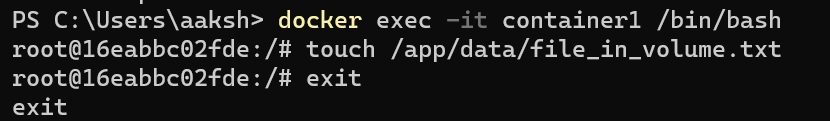 PS C:\Users\aaksh> docker exec -it container1 /bin/bash
root@16eabbc02fde:/# touch /app/data/file_in_volume.txt
root@16eabbc02fde:/# exit
exit